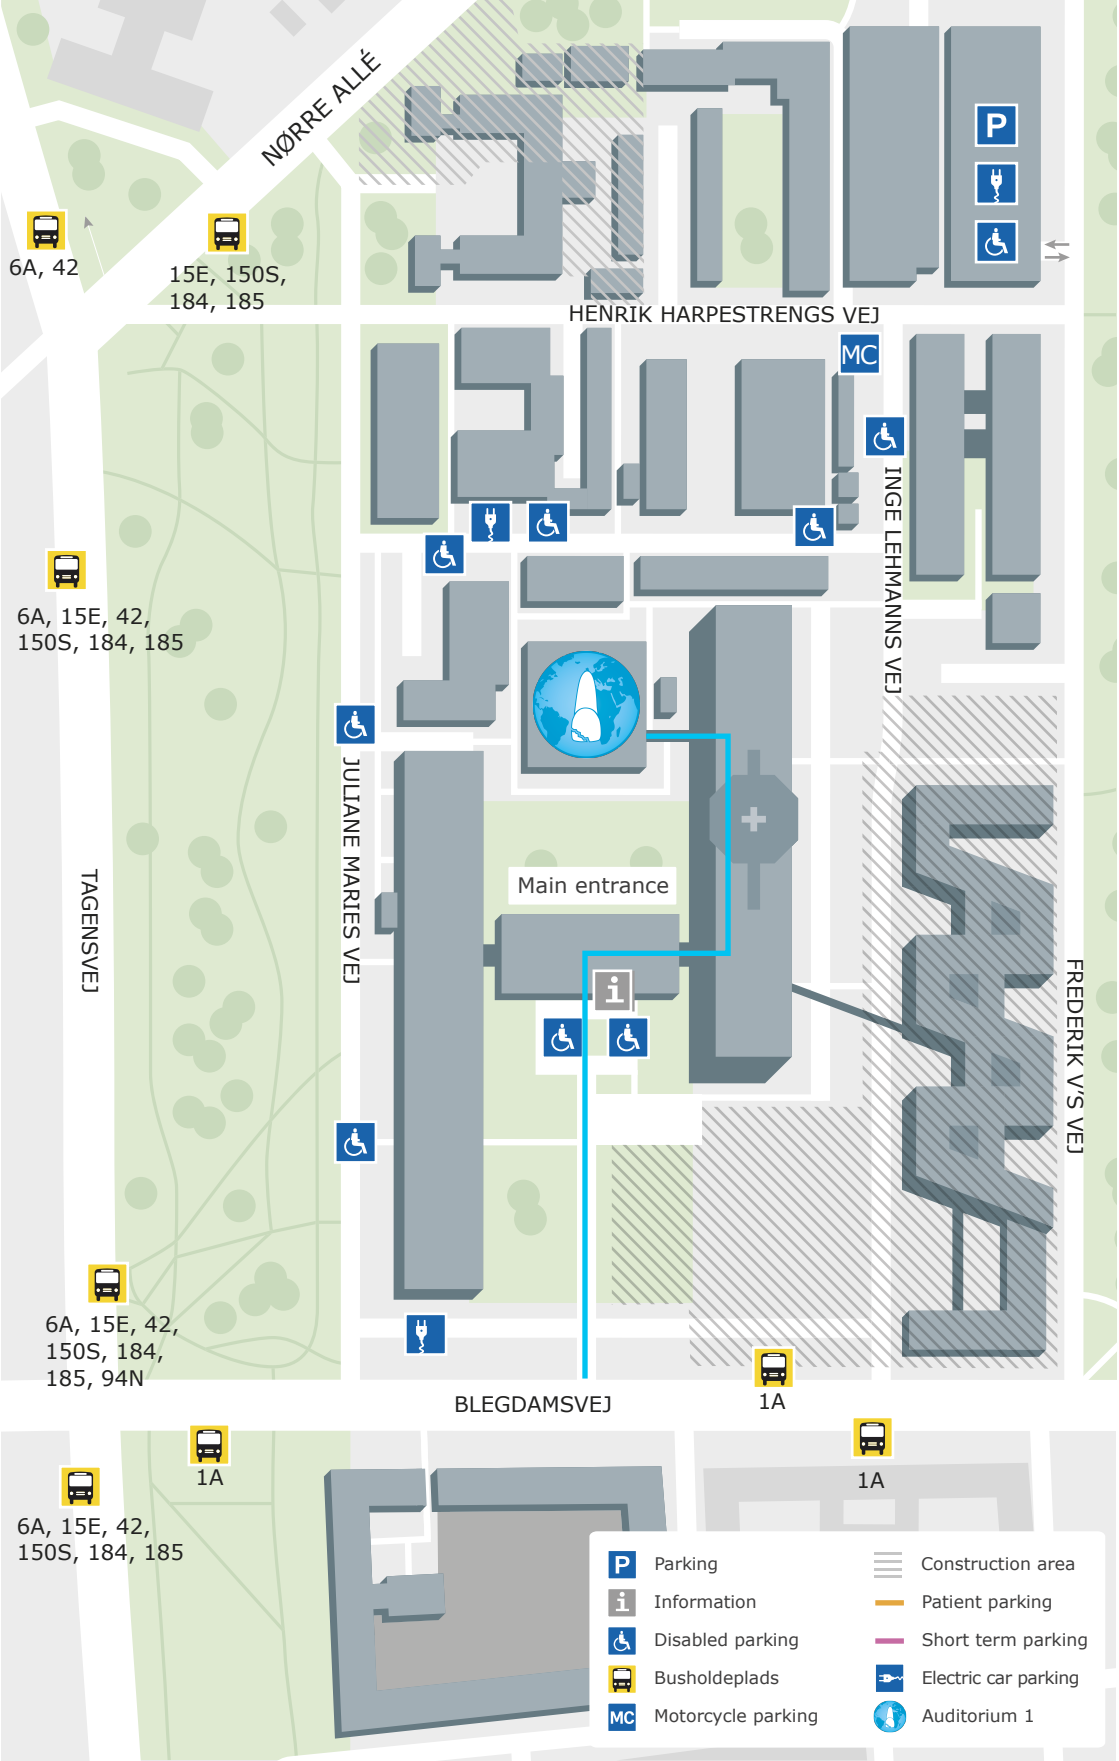 NØRRE ALLÉ
P
6A, 42
15E, 150S,
184, 185
HENRIK HARPESTRENGS VEJ
MC
INGE LEHMANNS VEJ
6A, 15E, 42,
150S, 184, 185
JULIANE MARIES VEJ
TAGENSVEJ
Main entrance
i
FREDERIK V'S VEJ
6A, 15E, 42,
150S, 184,
185, 94N
BLEGDAMSVEJ
1A
1A
1A
6A, 15E, 42,
150S, 184, 185
P Parking
i Information
Disabled parking
Busholdeplads
MC Motorcycle parking
Construction area
Patient parking
Short term parking
Electric car parking
Auditorium 1